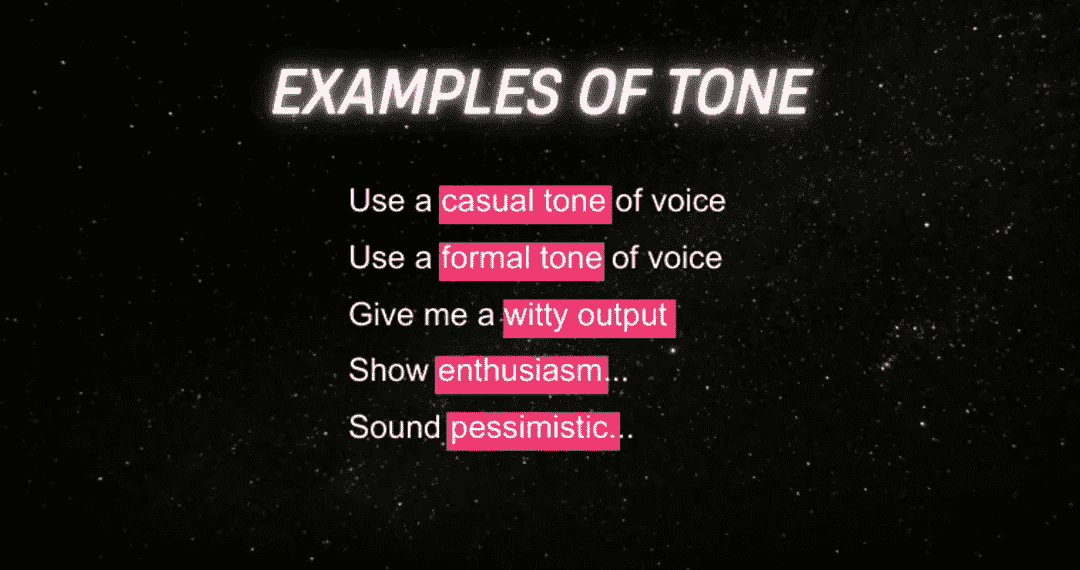 EXAMPLES OF TONE
Use a casual tone of voice
Use a formal tone of voice
Give me a witty output
Show enthusiasm...
Sound pessimistic...